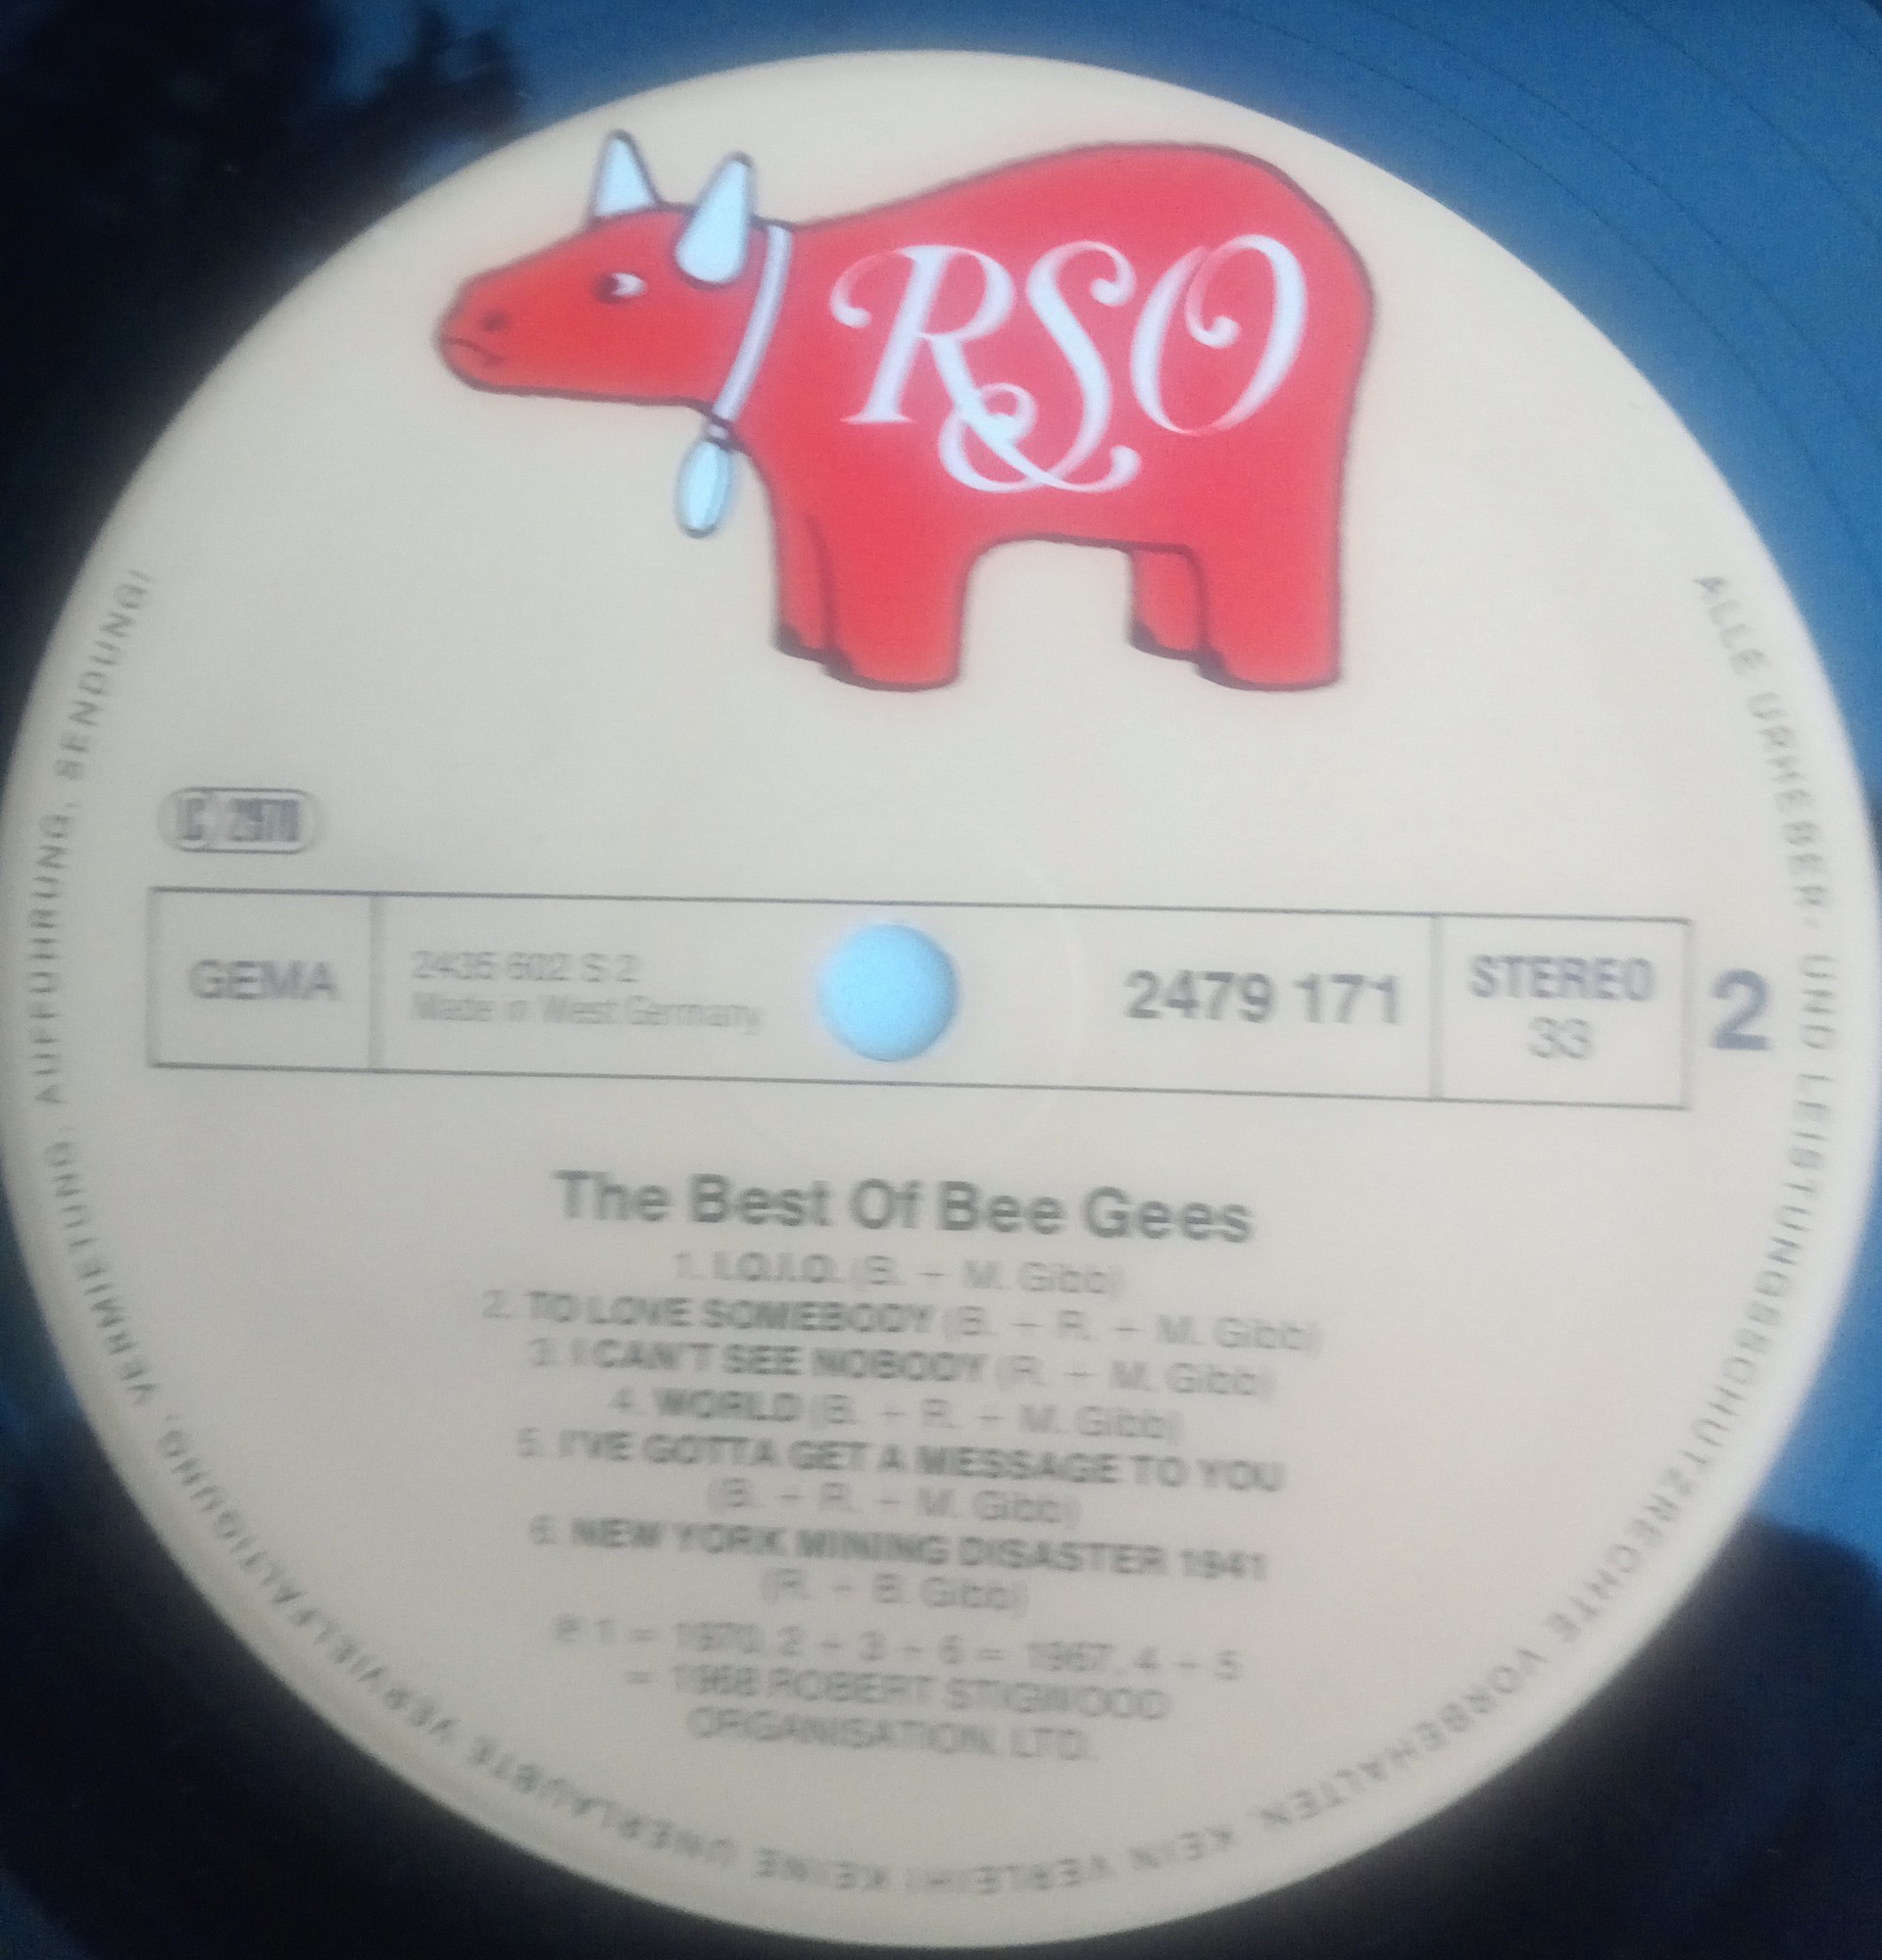 RSO
LC 2970
GEMA
2435 602 S 2
Made in West Germany
2479 171
STEREO
33
2
The Best Of Bee Gees
1. I.O.I.O. (B. + M. Gibb)
2. TO LOVE SOMEBODY (B. + R. + M. Gibb)
3. I CAN'T SEE NOBODY (R. + M. Gibb)
4. WORLD (B. + R. + M. Gibb)
5. I'VE GOTTA GET A MESSAGE TO YOU
(B. + R. + M. Gibb)
6. NEW YORK MINING DISASTER 1941
(R. + B. Gibb)
℗ 1 = 1970, 2 + 3 + 6 = 1967, 4 + 5
= 1968 ROBERT STIGWOOD
ORGANISATION, LTD.
ALLE URHEBER- UND LEISTUNGSSCHUTZRECHTE VORBEHALTEN. KEIN VERLEIH! KEINE UNERLAUBTE VERVIELFÄLTIGUNG, VERMIETUNG, AUFFÜHRUNG, SENDUNG!